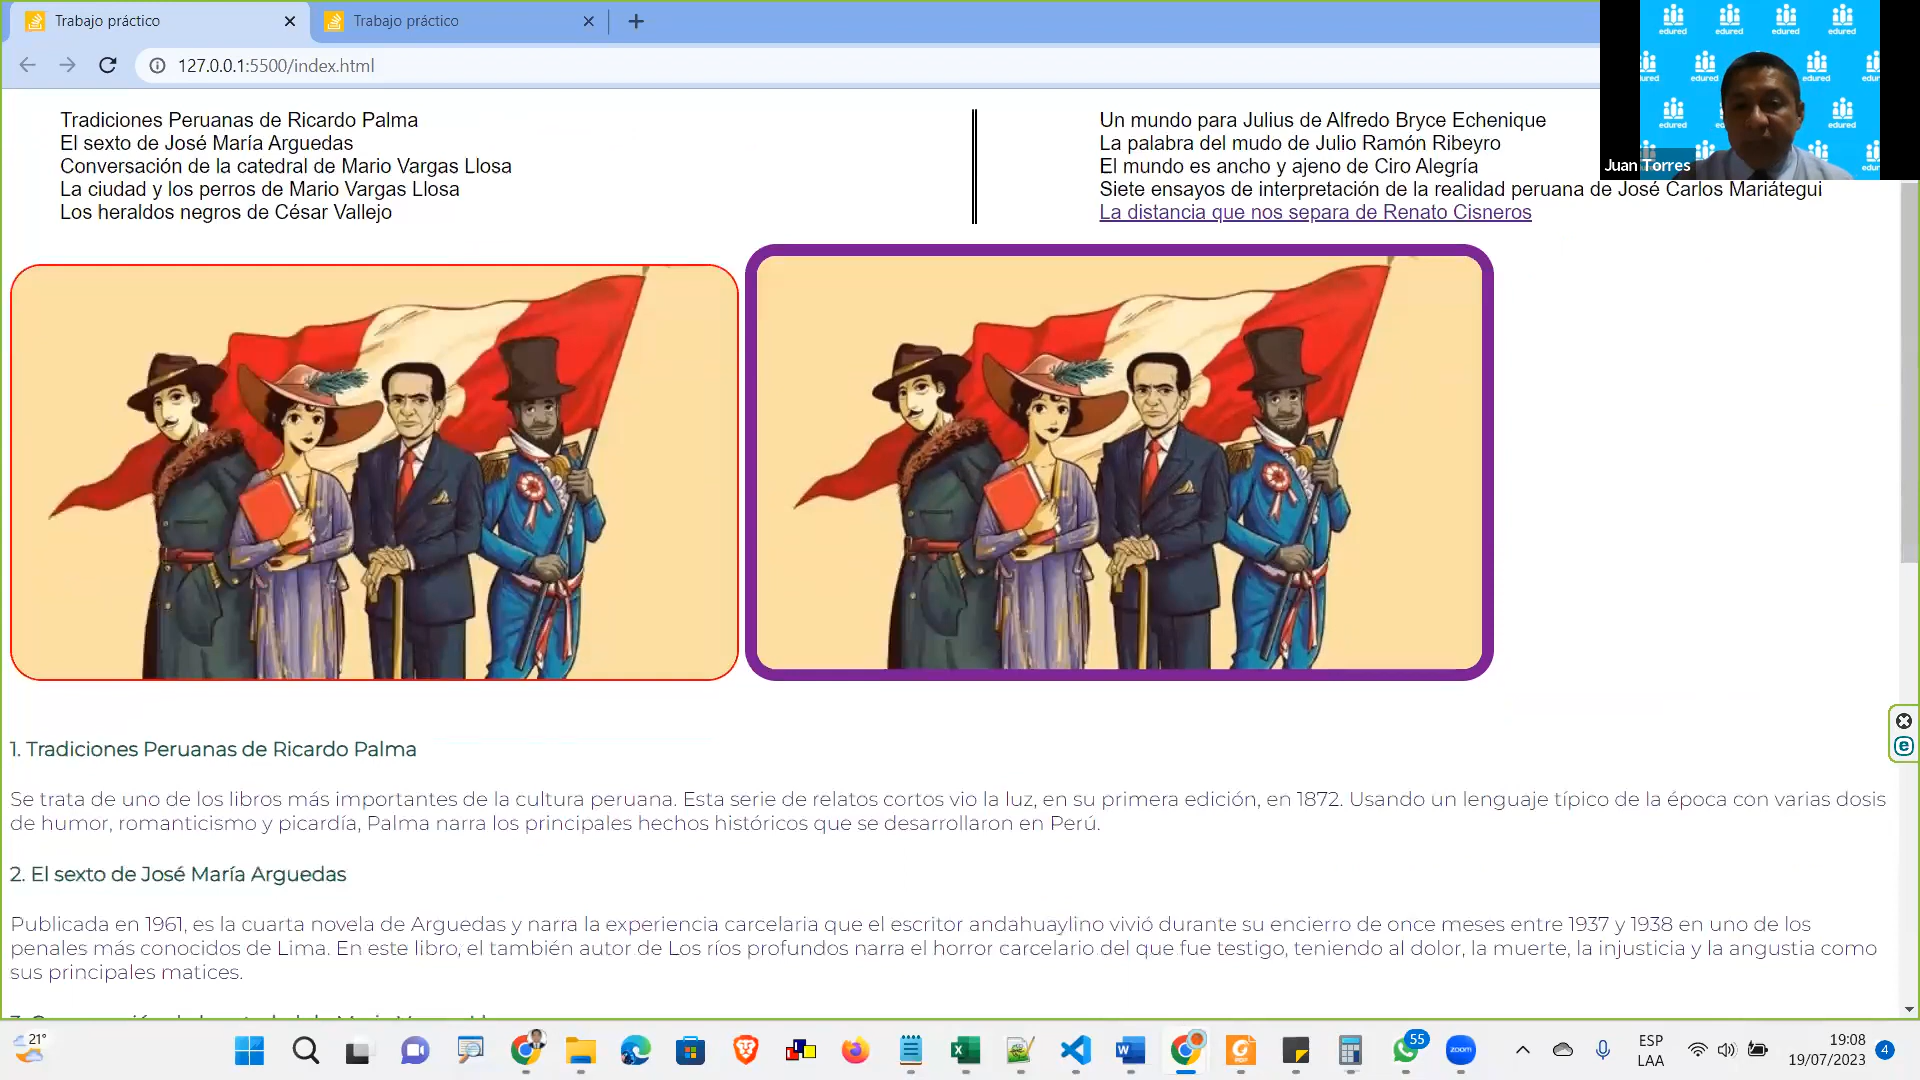 Trabajo práctico
Trabajo práctico
127.0.0.1:5500/index.html
Tradiciones Peruanas de Ricardo Palma
El sexto de José María Arguedas
Conversación de la catedral de Mario Vargas Llosa
La ciudad y los perros de Mario Vargas Llosa
Los heraldos negros de César Vallejo
Un mundo para Julius de Alfredo Bryce Echenique
La palabra del mudo de Julio Ramón Ribeyro
El mundo es ancho y ajeno de Ciro Alegría
Siete ensayos de interpretación de la realidad peruana de José Carlos Mariátegui
La distancia que nos separa de Renato Cisneros
edured edured edured edured
ured edured edured
edured edured
Juan Torres
1. Tradiciones Peruanas de Ricardo Palma
Se trata de uno de los libros más importantes de la cultura peruana. Esta serie de relatos cortos vio la luz, en su primera edición, en 1872. Usando un lenguaje típico de la época con varias dosis
de humor, romanticismo y picardía, Palma narra los principales hechos históricos que se desarrollaron en Perú.
2. El sexto de José María Arguedas
Publicada en 1961, es la cuarta novela de Arguedas y narra la experiencia carcelaria que el escritor andahuaylino vivió durante su encierro de once meses entre 1937 y 1938 en uno de los
penales más conocidos de Lima. En este libro, el también autor de Los ríos profundos narra el horror carcelario del que fue testigo, teniendo al dolor, la muerte, la injusticia y la angustia como
sus principales matices.
21°
55
zoom
ESP
LAA
19:08
19/07/2023
4